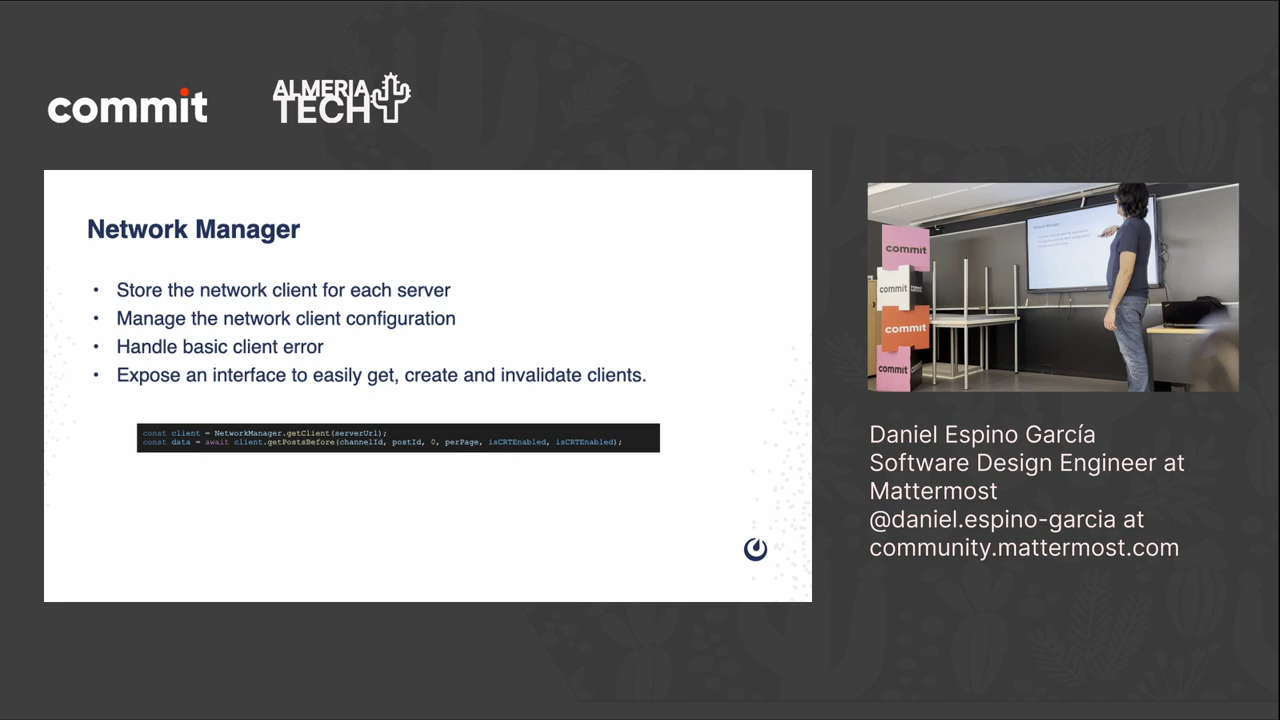 commit
ALMERIA
TECH
Network Manager
• Store the network client for each server
• Manage the network client configuration
• Handle basic client error
• Expose an interface to easily get, create and invalidate clients.
const client = NetworkManager.getClient(serverUrl);
const data = await client.getPostsBefore(channelId, postId, 0, perPage, isCRTEnabled, isCRTEnabled);
commit
commit
commit
commit
Network Manager
Daniel Espino García
Software Design Engineer at
Mattermost
@daniel.espino-garcia at
community.mattermost.com